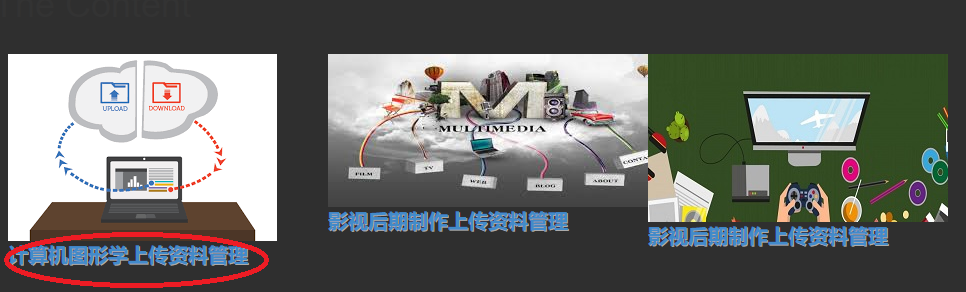 The Content
UPLOAD
DOWNLOAD
计算机图形学上传资料管理
MULTIMEDIA
FILM
TV
WEB
BLOG
ABOUT
影视后期制作上传资料管理
影视后期制作上传资料管理